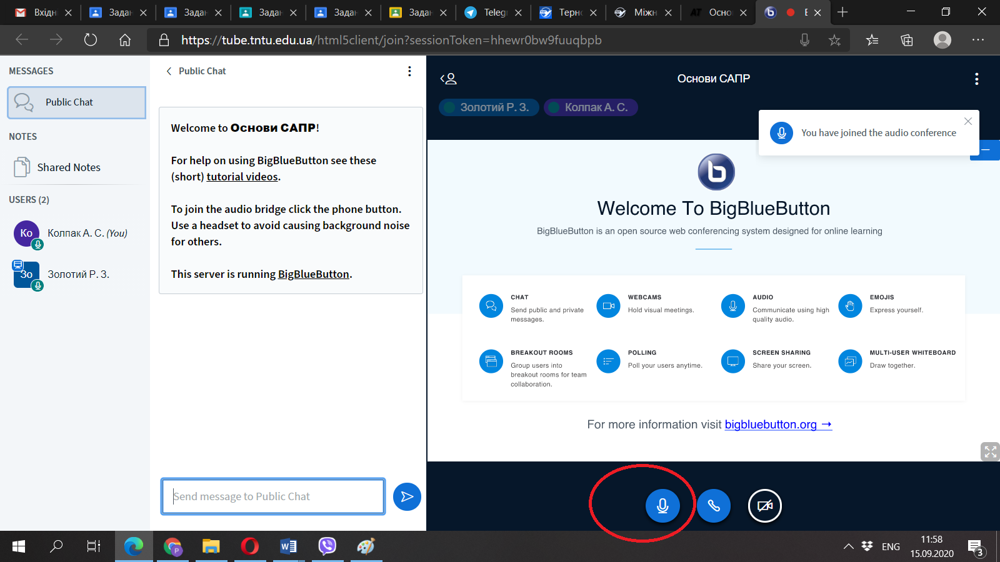 Вхідн
Задан
Задан
Задан
Задан
Задан
Teleg
Терно
Міжн
Осно
https://tube.tntu.edu.ua/html5client/join?sessionToken=hhewr0bw9fuuqbpb
MESSAGES
Public Chat
NOTES
Shared Notes
USERS (2)
Ко
Колпак А. С. (You)
Зо
Золотий Р. З.
Public Chat
Welcome to Основи САПР!
For help on using BigBlueButton see these
(short) tutorial videos.
To join the audio bridge click the phone button.
Use a headset to avoid causing background noise
for others.
This server is running BigBlueButton.
Send message to Public Chat
Основи САПР
Золотий Р. З.
Колпак А. С.
You have joined the audio conference
Welcome To BigBlueButton
BigBlueButton is an open source web conferencing system designed for online learning
CHAT
Send public and private
messages.
WEBCAMS
Hold visual meetings.
AUDIO
Communicate using high
quality audio.
EMOJIS
Express yourself.
BREAKOUT ROOMS
Group users into
breakout rooms for team
collaboration.
POLLING
Poll your users anytime.
SCREEN SHARING
Share your screen.
MULTI-USER WHITEBOARD
Draw together.
For more information visit bigbluebutton.org →
ENG
11:58
15.09.2020
3